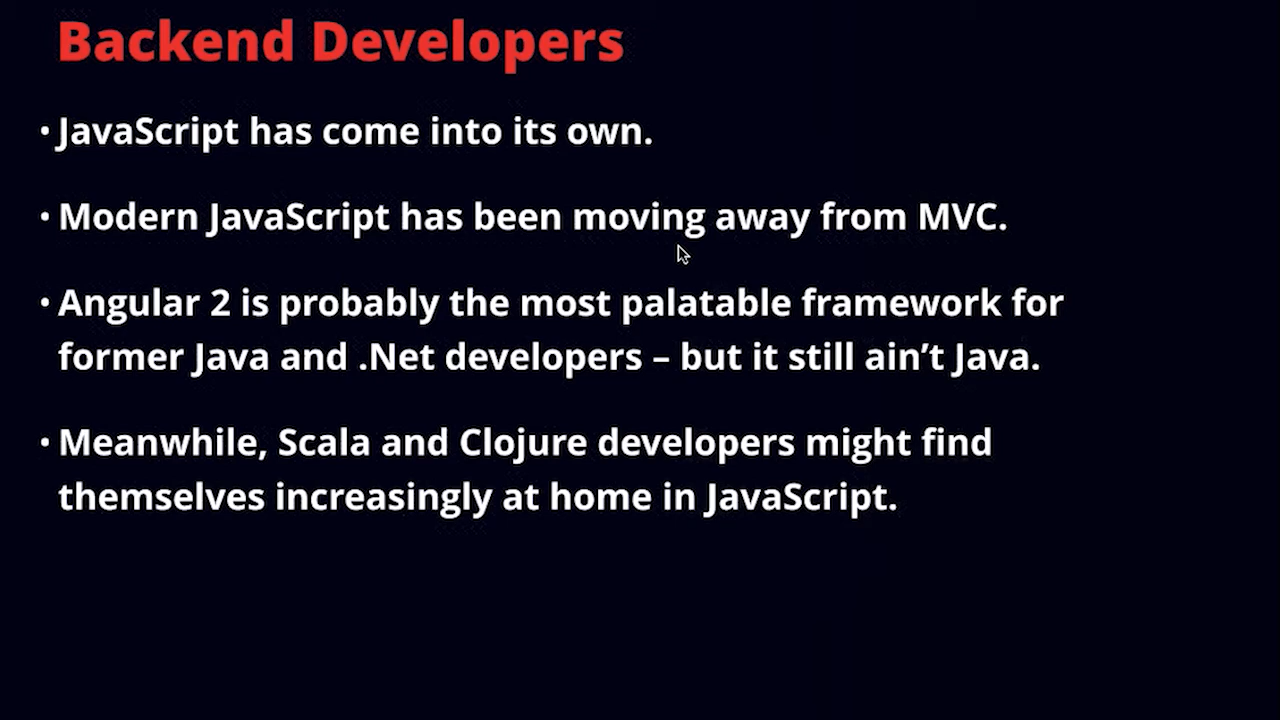 Backend Developers
• JavaScript has come into its own.
• Modern JavaScript has been moving away from MVC.
• Angular 2 is probably the most palatable framework for
former Java and .Net developers – but it still ain’t Java.
• Meanwhile, Scala and Clojure developers might find
themselves increasingly at home in JavaScript.